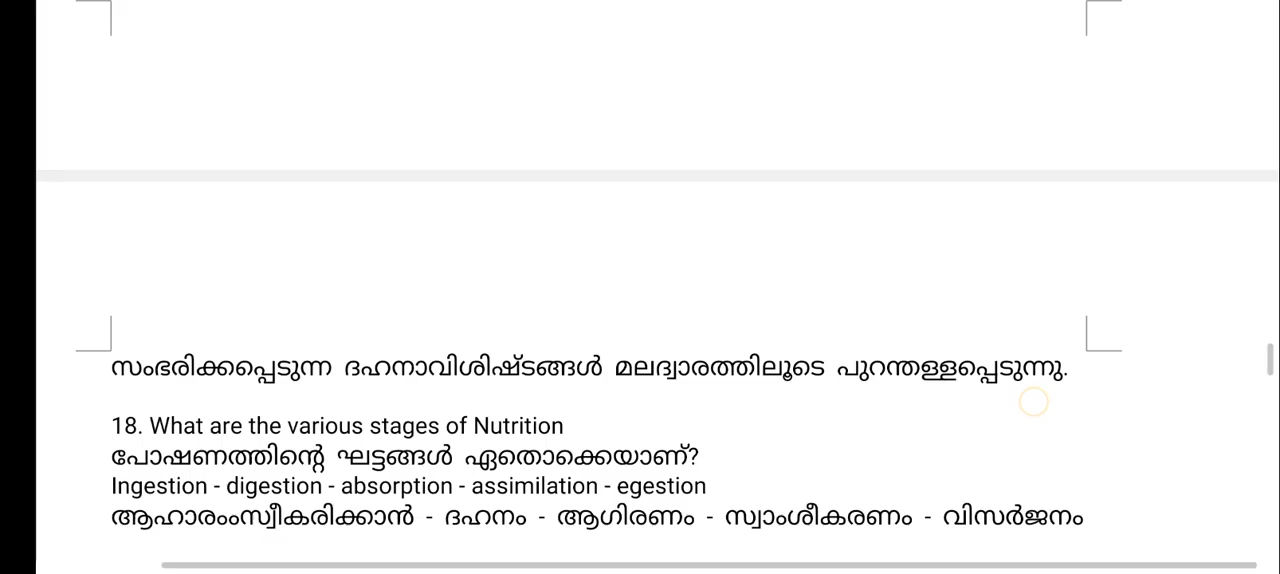 സംഭരിക്കപ്പെടുന്ന ദഹനാവിശിഷ്ടങ്ങൾ മലദ്വാരത്തിലൂടെ പുറന്തള്ളപ്പെടുന്നു.
18. What are the various stages of Nutrition
പോഷണത്തിന്റെ ഘട്ടങ്ങൾ ഏതൊക്കെയാണ്?
Ingestion - digestion - absorption - assimilation - egestion
ആഹാരംംസ്വീകരിക്കാൻ - ദഹനം - ആഗിരണം - സ്വാംശീകരണം - വിസർജനം